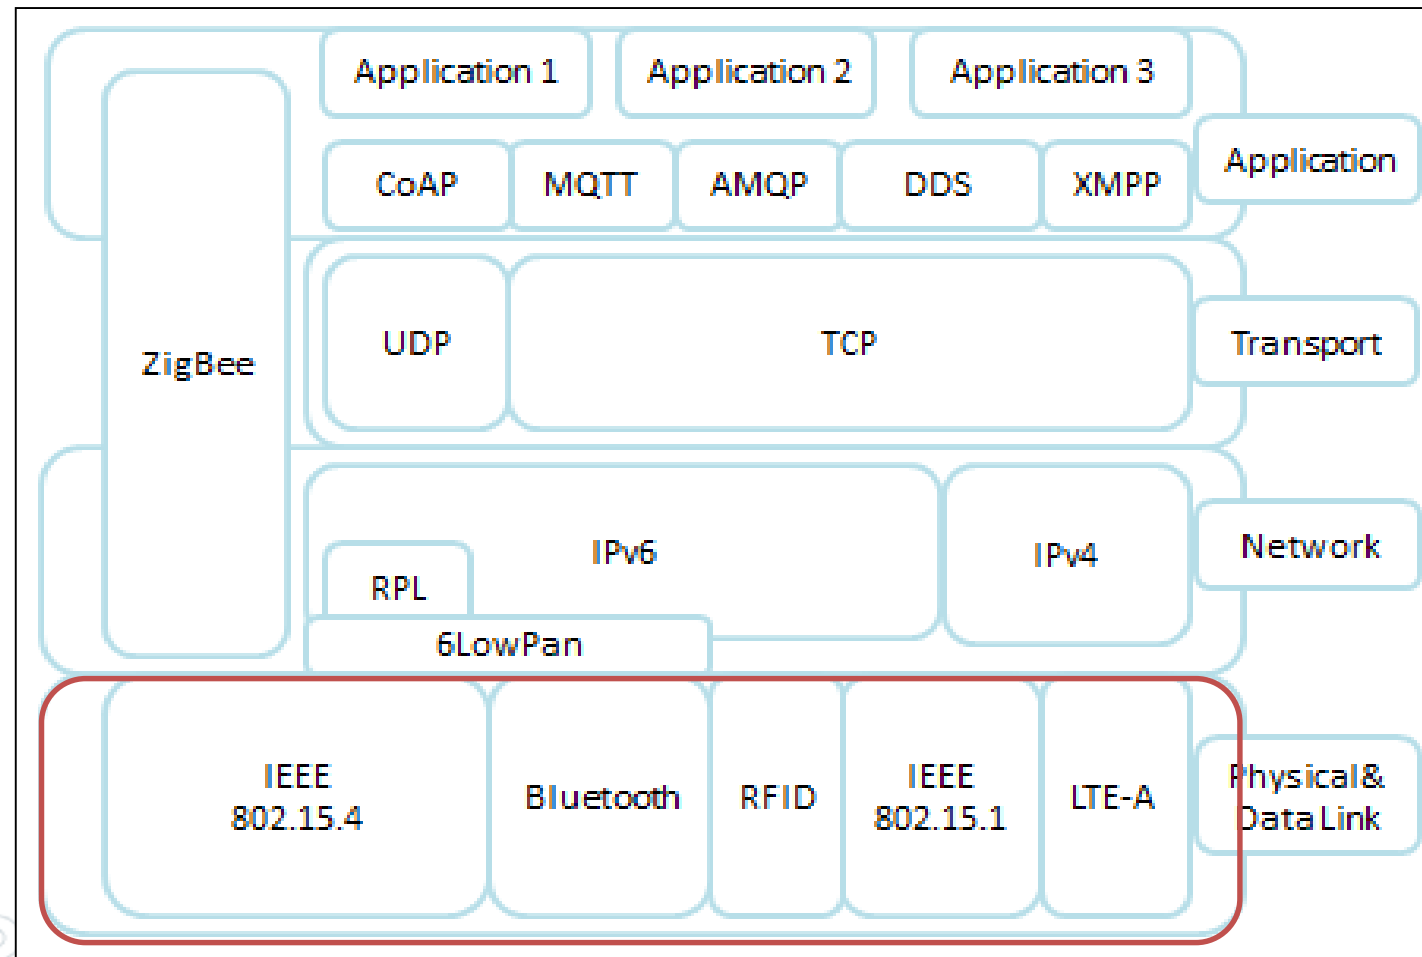 Application 1
Application 2
Application 3
Application
CoAP
MQTT
AMQP
DDS
XMPP
ZigBee
UDP
TCP
Transport
IPv6
IPv4
Network
RPL
6LowPan
IEEE
802.15.4
Bluetooth
RFID
IEEE
802.15.1
LTE-A
Physical&
Data Link